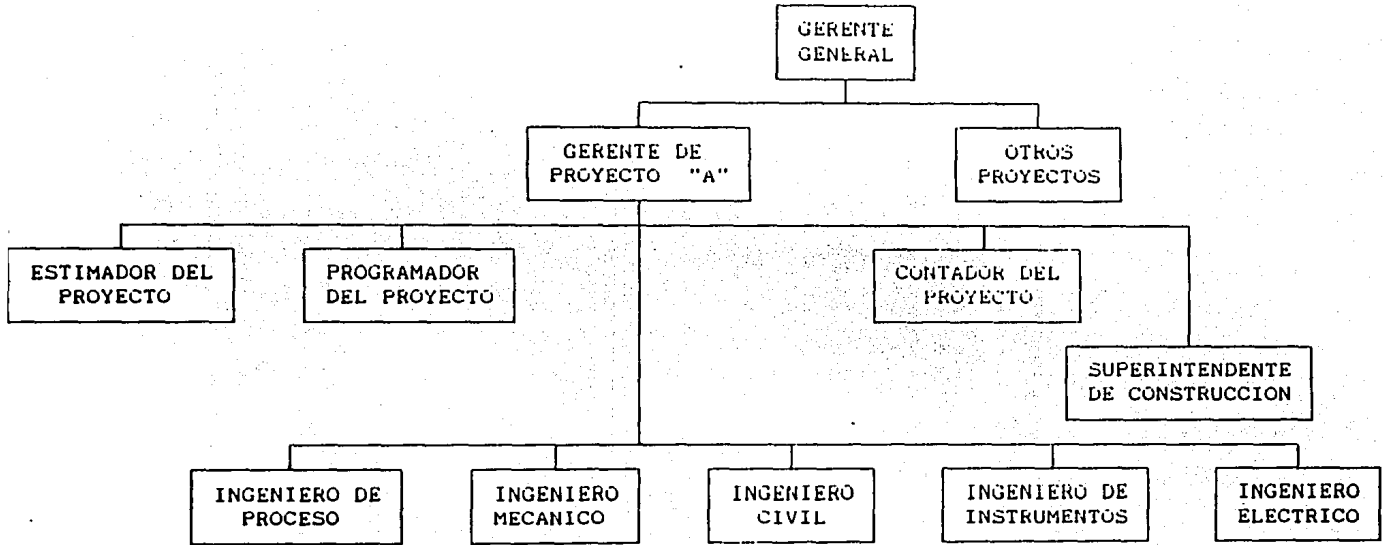 GERENTE
GENERAL
GERENTE DE
PROYECTO "A"
OTROS
PROYECTOS
ESTIMADOR DEL
PROYECTO
PROGRAMADOR
DEL PROYECTO
CONTADOR DEL
PROYECTO
SUPERINTENDENTE
DE CONSTRUCCION
INGENIERO DE
PROCESO
INGENIERO
MECANICO
INGENIERO
CIVIL
INGENIERO DE
INSTRUMENTOS
INGENIERO
ELECTRICO